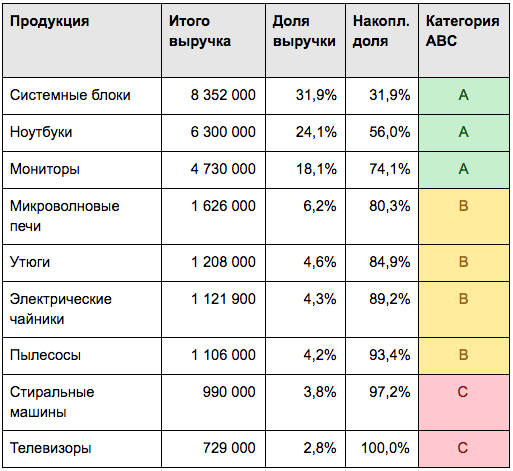 Продукция Итого выручка Доля выручки Накопл. доля Категория ABC
Системные блоки 8 352 000 31,9% 31,9% A
Ноутбуки 6 300 000 24,1% 56,0% A
Мониторы 4 730 000 18,1% 74,1% A
Микроволновые печи 1 626 000 6,2% 80,3% B
Утюги 1 208 000 4,6% 84,9% B
Электрические чайники 1 121 900 4,3% 89,2% B
Пылесосы 1 106 000 4,2% 93,4% B
Стиральные машины 990 000 3,8% 97,2% C
Телевизоры 729 000 2,8% 100,0% C